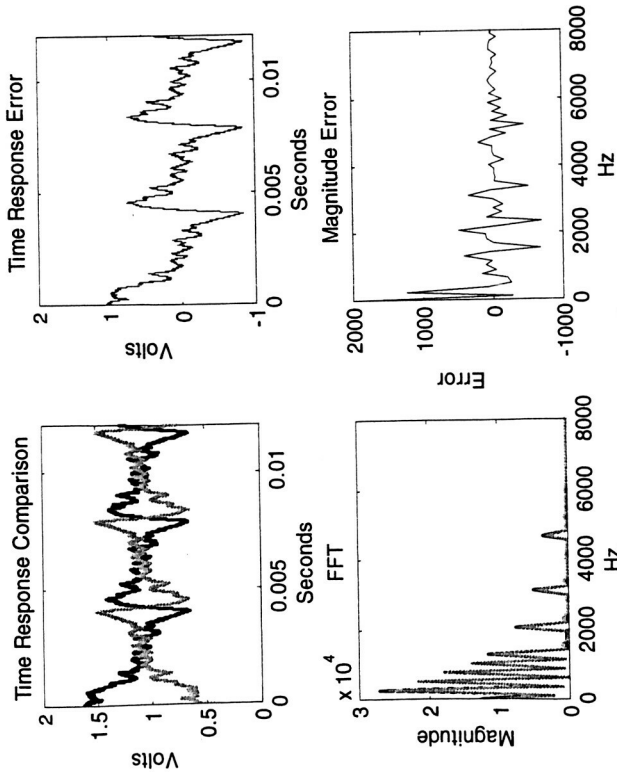 Time Response Comparison
2
1.5
1
0.5
0
Volts
0
0.005
0.01
Seconds
Time Response Error
2
1
0
-1
Volts
0
0.005
0.01
Seconds
x 10^4
FFT
3
2
1
0
Magnitude
0
2000
4000
6000
8000
Hz
Magnitude Error
1000
0
-1000
Error
0
2000
4000
6000
8000
Hz